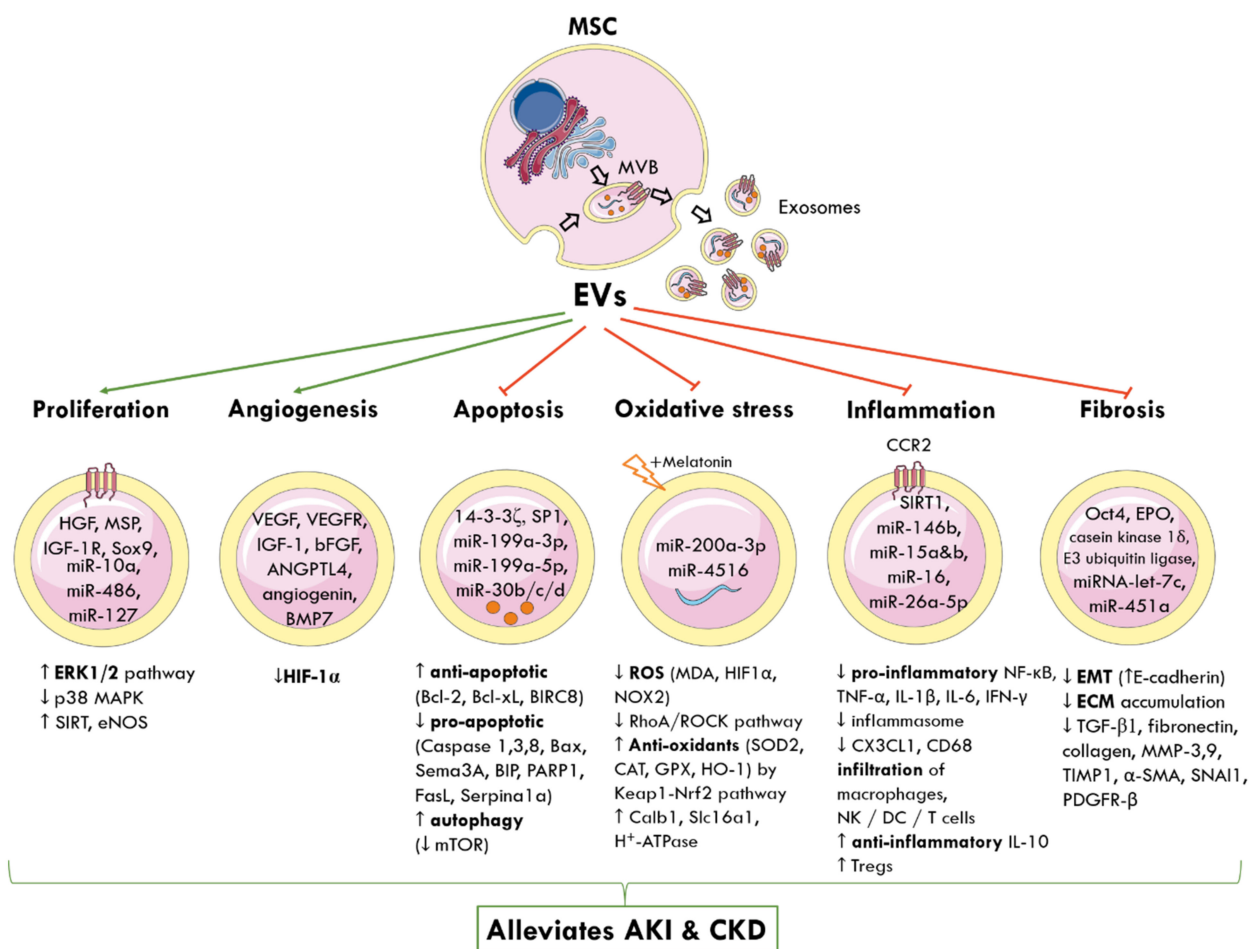 MSC
MVB
Exosomes
EVs
Proliferation
Angiogenesis
Apoptosis
Oxidative stress
Inflammation
Fibrosis
HGF, MSP,
IGF-1R, Sox9,
miR-10a,
miR-486,
miR-127
↑ ERK1/2 pathway
↓ p38 MAPK
↑ SIRT, eNOS
VEGF, VEGFR,
IGF-1, bFGF,
ANGPTL4,
angiogenin,
BMP7
↓HIF-1α
14-3-3ζ, SP1,
miR-199a-3p,
miR-199a-5p,
miR-30b/c/d
↑ anti-apoptotic
(Bcl-2, Bcl-xL, BIRC8)
↓ pro-apoptotic
(Caspase 1,3,8, Bax,
Sema3A, BIP, PARP1,
FasL, Serpina1a)
↑ autophagy
(↓ mTOR)
+Melatonin
miR-200a-3p
miR-4516
↓ ROS (MDA, HIF1α,
NOX2)
↓ RhoA/ROCK pathway
↑ Anti-oxidants (SOD2,
CAT, GPX, HO-1) by
Keap1-Nrf2 pathway
↑ Calb1, Slc16a1,
H⁺-ATPase
CCR2
SIRT1,
miR-146b,
miR-15a&b,
miR-16,
miR-26a-5p
↓ pro-inflammatory NF-κB,
TNF-α, IL-1β, IL-6, IFN-γ
↓ inflammasome
↓ CX3CL1, CD68
infiltration of
macrophages,
NK / DC / T cells
↑ anti-inflammatory IL-10
↑ Tregs
Oct4, EPO,
casein kinase 1δ,
E3 ubiquitin ligase,
miRNA-let-7c,
miR-451a
↓ EMT (↑E-cadherin)
↓ ECM accumulation
↓ TGF-β1, fibronectin,
collagen, MMP-3,9,
TIMP1, α-SMA, SNAI1,
PDGFR-β
Alleviates AKI & CKD